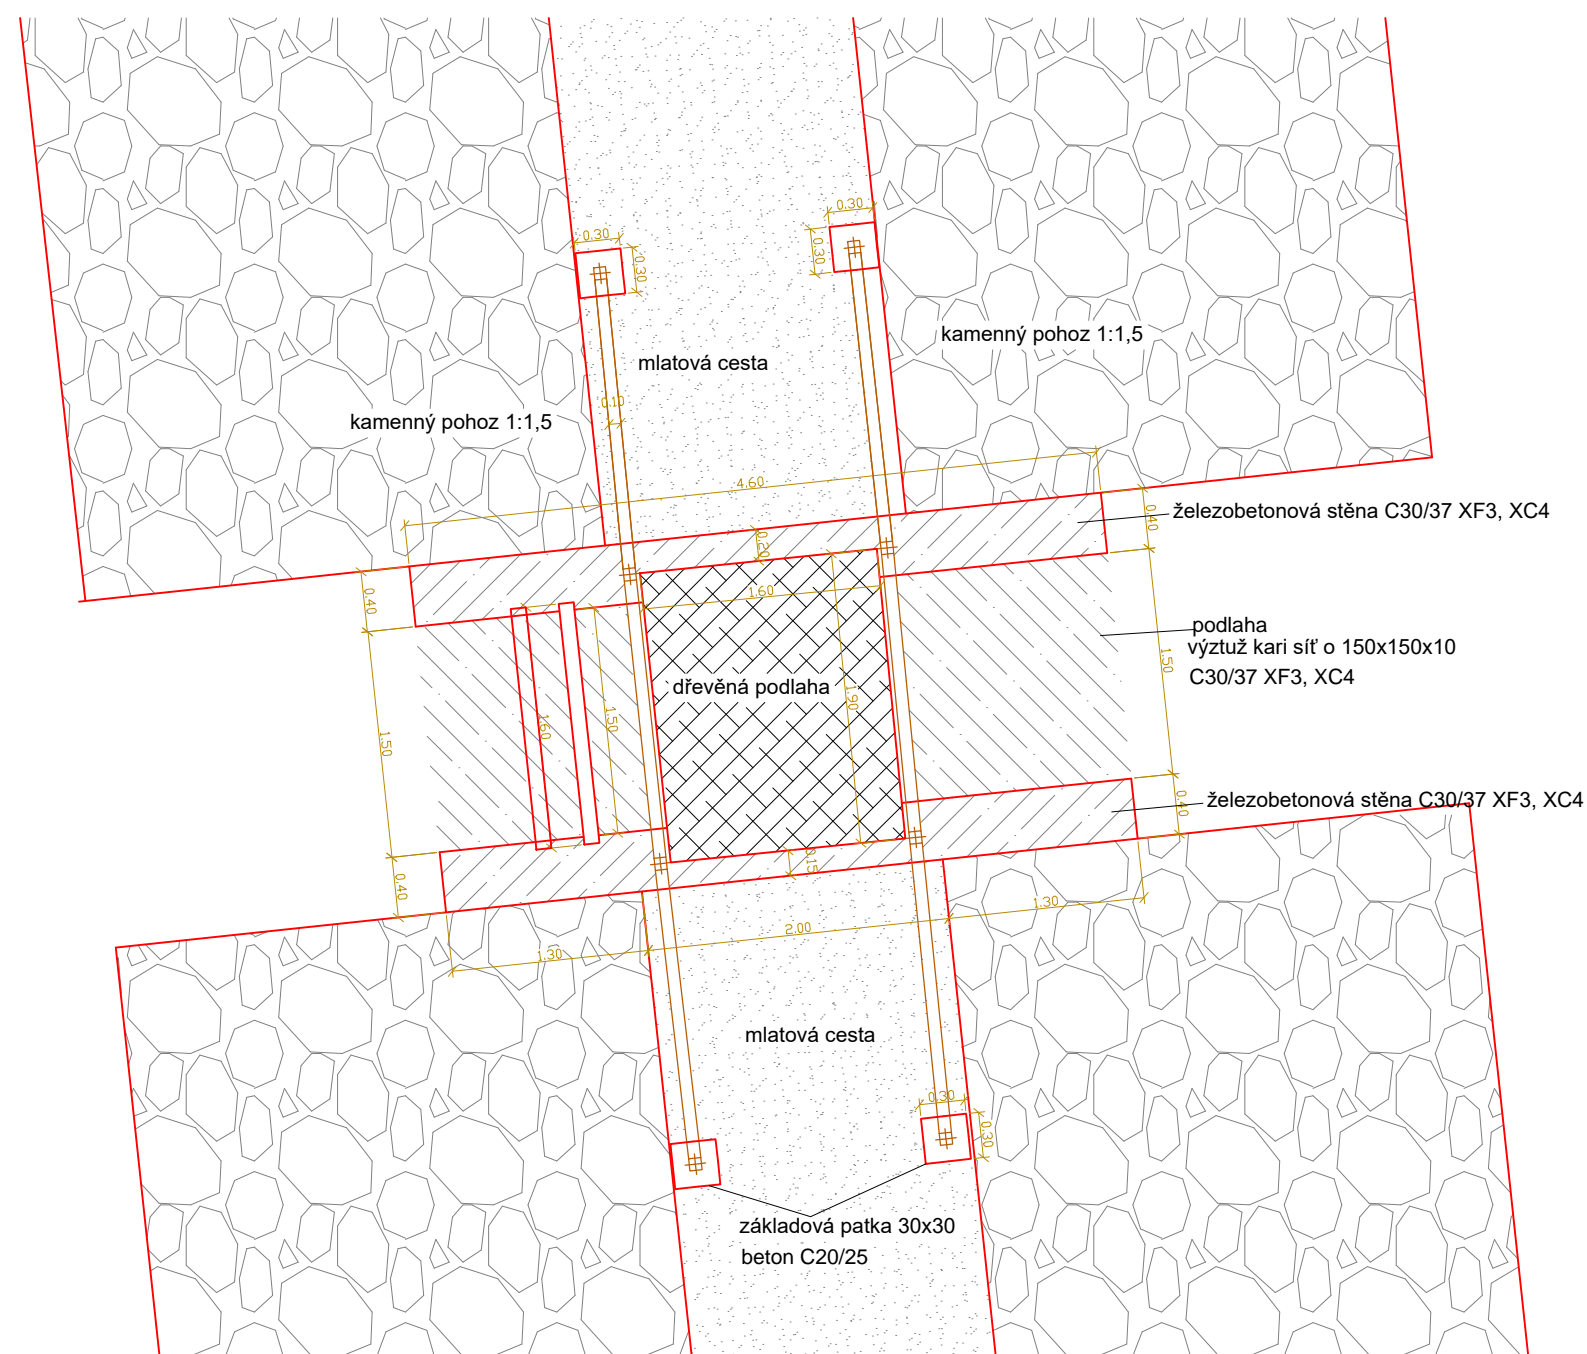 0.30
0.30
0.30
0.30
kamenný pohoz 1:1,5
mlatová cesta
0.10
kamenný pohoz 1:1,5
4.60
železobetonová stěna C30/37 XF3, XC4
0.40
0.20
0.40
1.60
podlaha
výztuž kari síť o 150x150x10
C30/37 XF3, XC4
1.50
dřevěná podlaha
1.90
1.60
1.50
1.50
železobetonová stěna C30/37 XF3, XC4
0.40
0.15
0.40
1.30
2.00
1.30
mlatová cesta
0.30
0.30
základová patka 30x30
beton C20/25